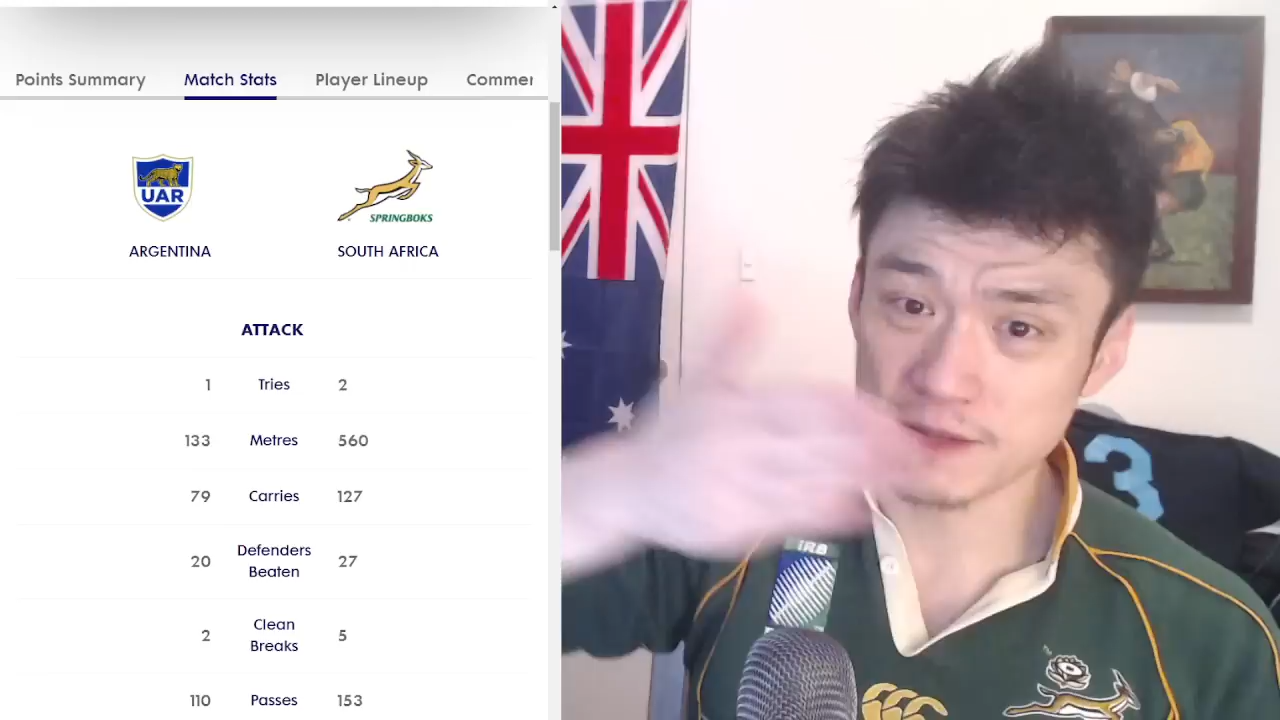 Points Summary Match Stats Player Lineup Commer
UAR
SPRINGBOKS
ARGENTINA SOUTH AFRICA
ATTACK
1 Tries 2
133 Metres 560
79 Carries 127
20 Defenders Beaten 27
2 Clean Breaks 5
110 Passes 153
3
iRB